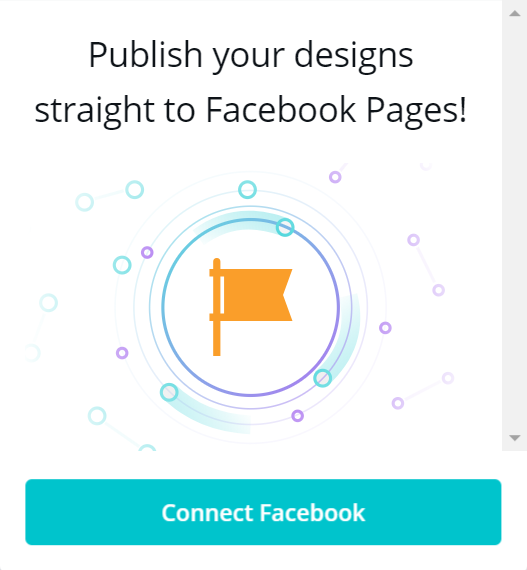 Publish your designs
straight to Facebook Pages!
Connect Facebook